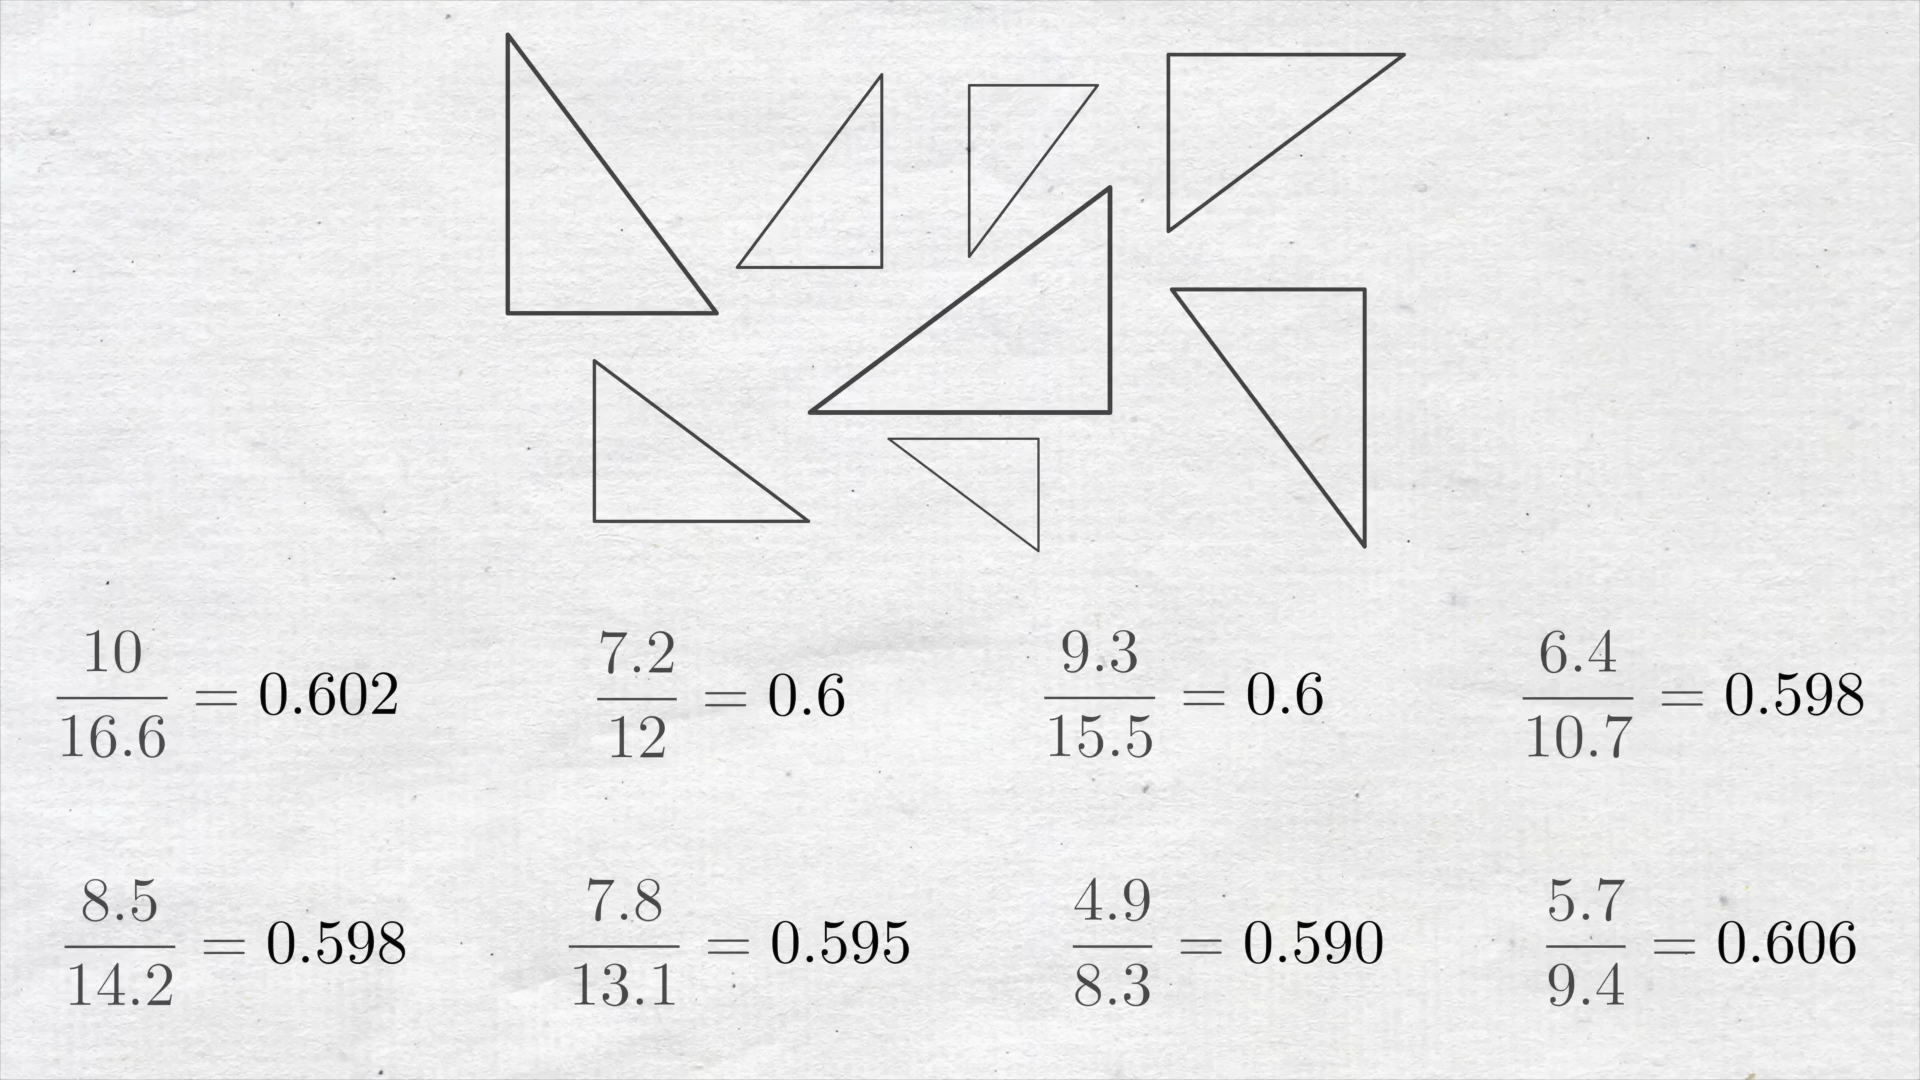 10/16.6 = 0.602
7.2/12 = 0.6
9.3/15.5 = 0.6
6.4/10.7 = 0.598
8.5/14.2 = 0.598
7.8/13.1 = 0.595
4.9/8.3 = 0.590
5.7/9.4 = 0.606